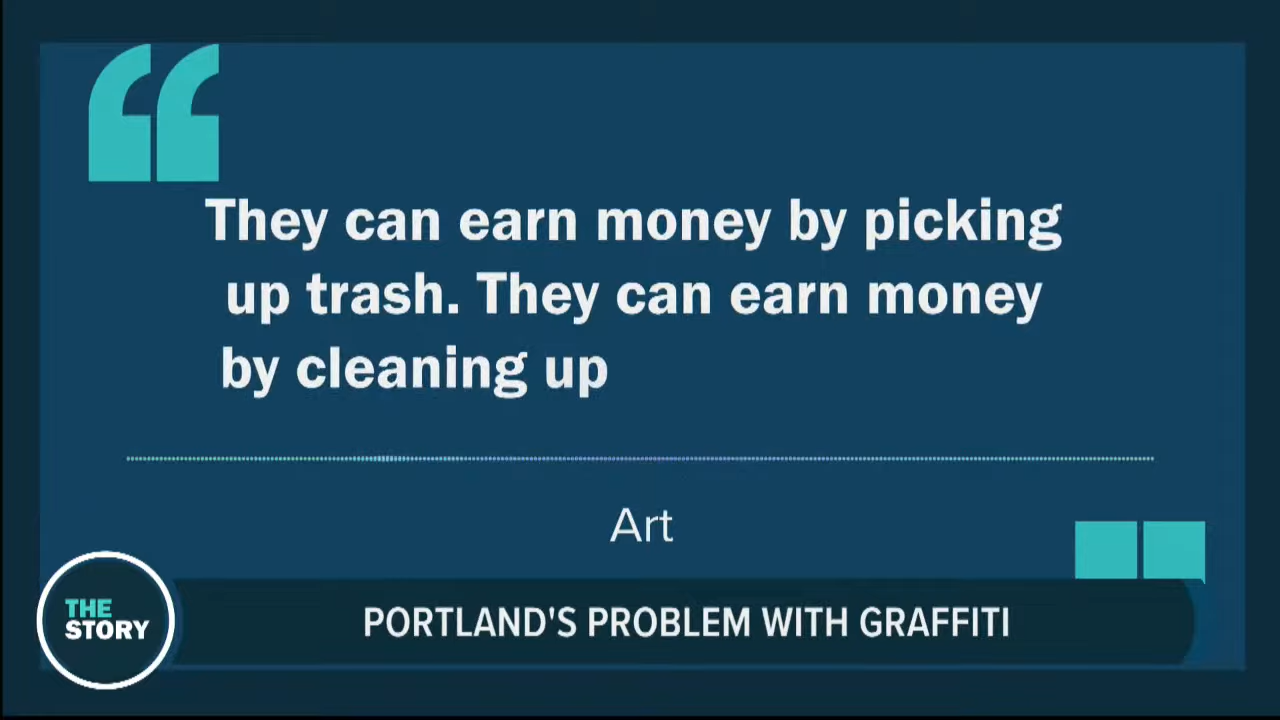 They can earn money by picking
up trash. They can earn money
by cleaning up
Art
THE
STORY
PORTLAND'S PROBLEM WITH GRAFFITI